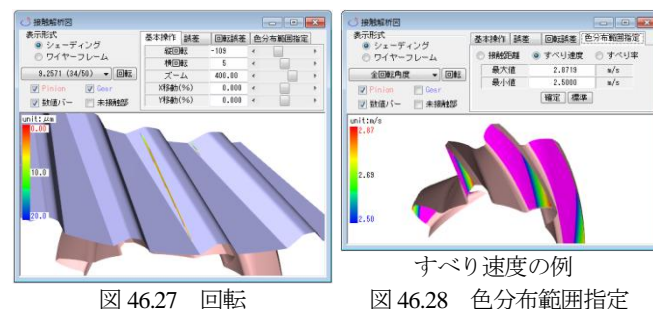 接触解析図
表示形式
シェーディング
ワイヤーフレーム
9.2571 (34/50) 回転
Pinion Gear
数値バー 未接触部
基本操作 誤差 回転誤差 色分布範囲指定
縦回転 -109
横回転 5
ズーム 400.00
X移動(%) 0.000
Y移動(%) 0.000
unit:μm
0.00
10.0
20.0
図 46.27 回転
接触解析図
表示形式
シェーディング
ワイヤーフレーム
全回転角度 回転
Pinion Gear
数値バー 未接触部
基本操作 誤差 回転誤差 色分布範囲指定
接触距離 すべり速度 すべり率
最大値 2.8719 m/s
最小値 2.5000 m/s
確定 標準
unit:m/s
2.87
2.69
2.50
すべり速度の例
図 46.28 色分布範囲指定